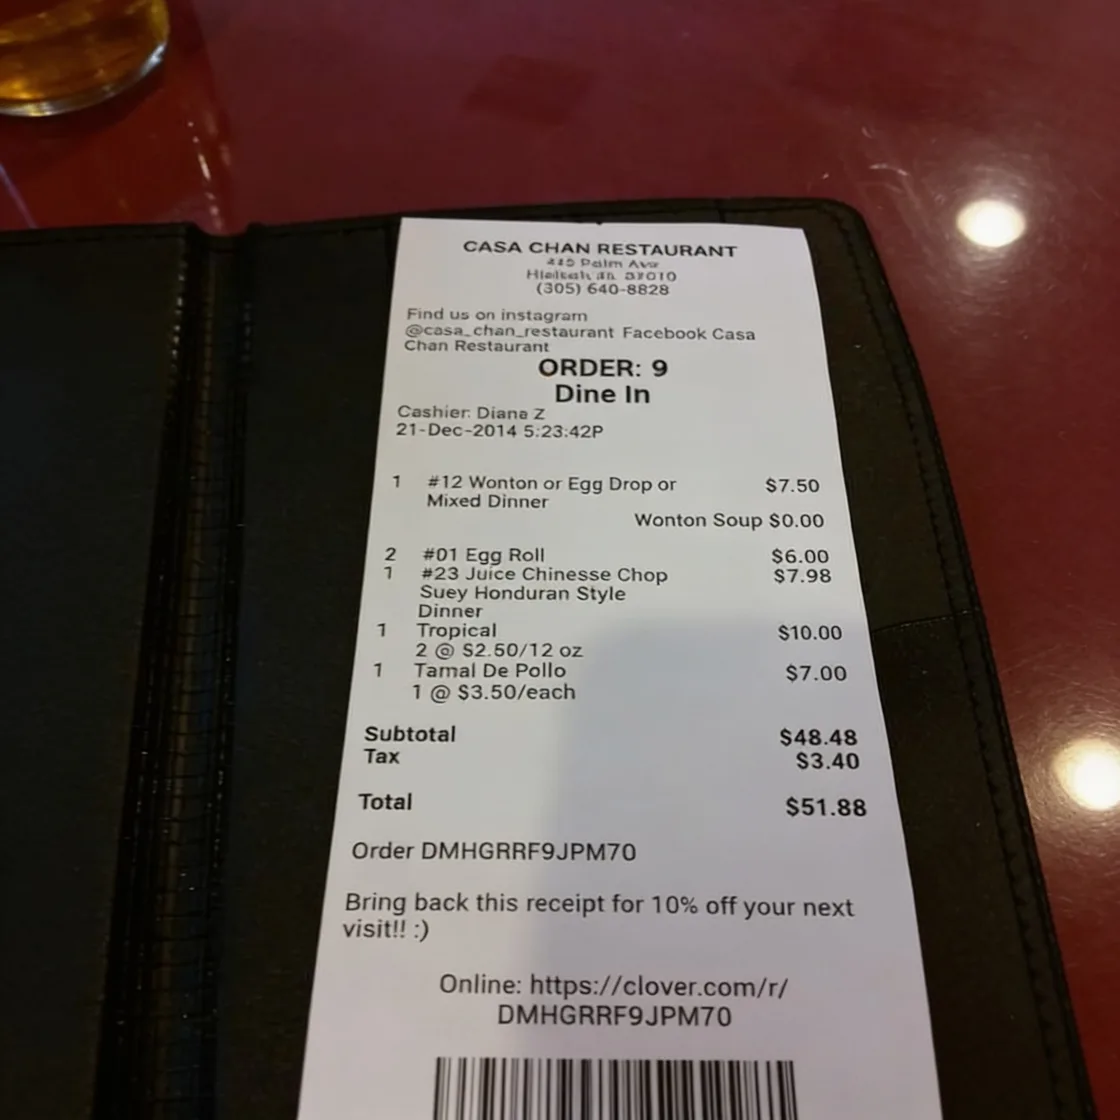 CASA CHAN RESTAURANT
445 Palm Ave
33010
(305) 640-8828
Find us on instagram
@casa_chan_restaurant Facebook Casa
Chan Restaurant
ORDER: 9
Dine In
Cashier: Diana Z
21-Dec-2014 5:23:42P
1 #12 Wonton or Egg Drop or $7.50
Mixed Dinner
Wonton Soup $0.00
2 #01 Egg Roll $6.00
1 #23 Juice Chinesse Chop $7.98
Suey Honduran Style
Dinner
1 Tropical $10.00
2 @ $2.50/12 oz
1 Tamal De Pollo $7.00
1 @ $3.50/each
Subtotal $48.48
Tax $3.40
Total $51.88
Order DMHGRRF9JPM70
Bring back this receipt for 10% off your next
visit!! :)
Online: https://clover.com/r/
DMHGRRF9JPM70